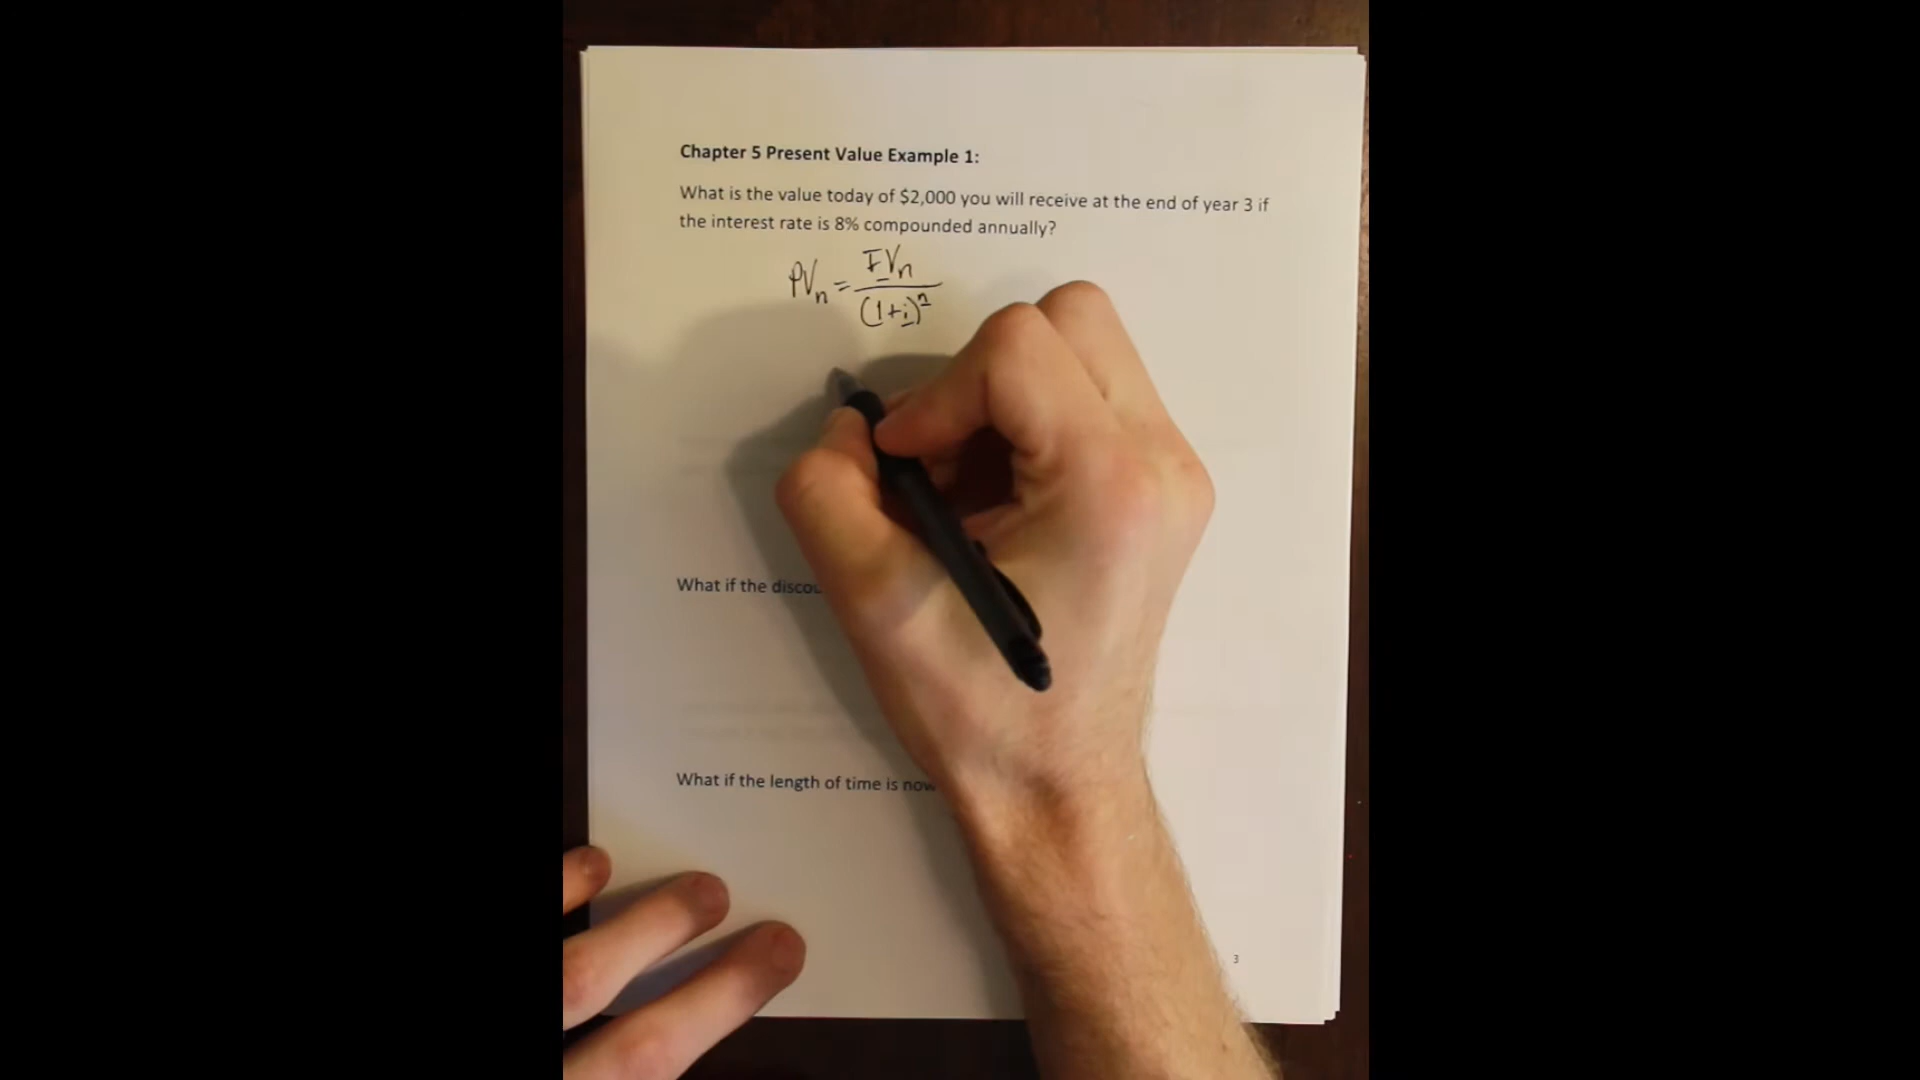 Chapter 5 Present Value Example 1:
What is the value today of $2,000 you will receive at the end of year 3 if
the interest rate is 8% compounded annually?
PVn = FVn
(1+i)^n
What if the discou
What if the length of time is now
3